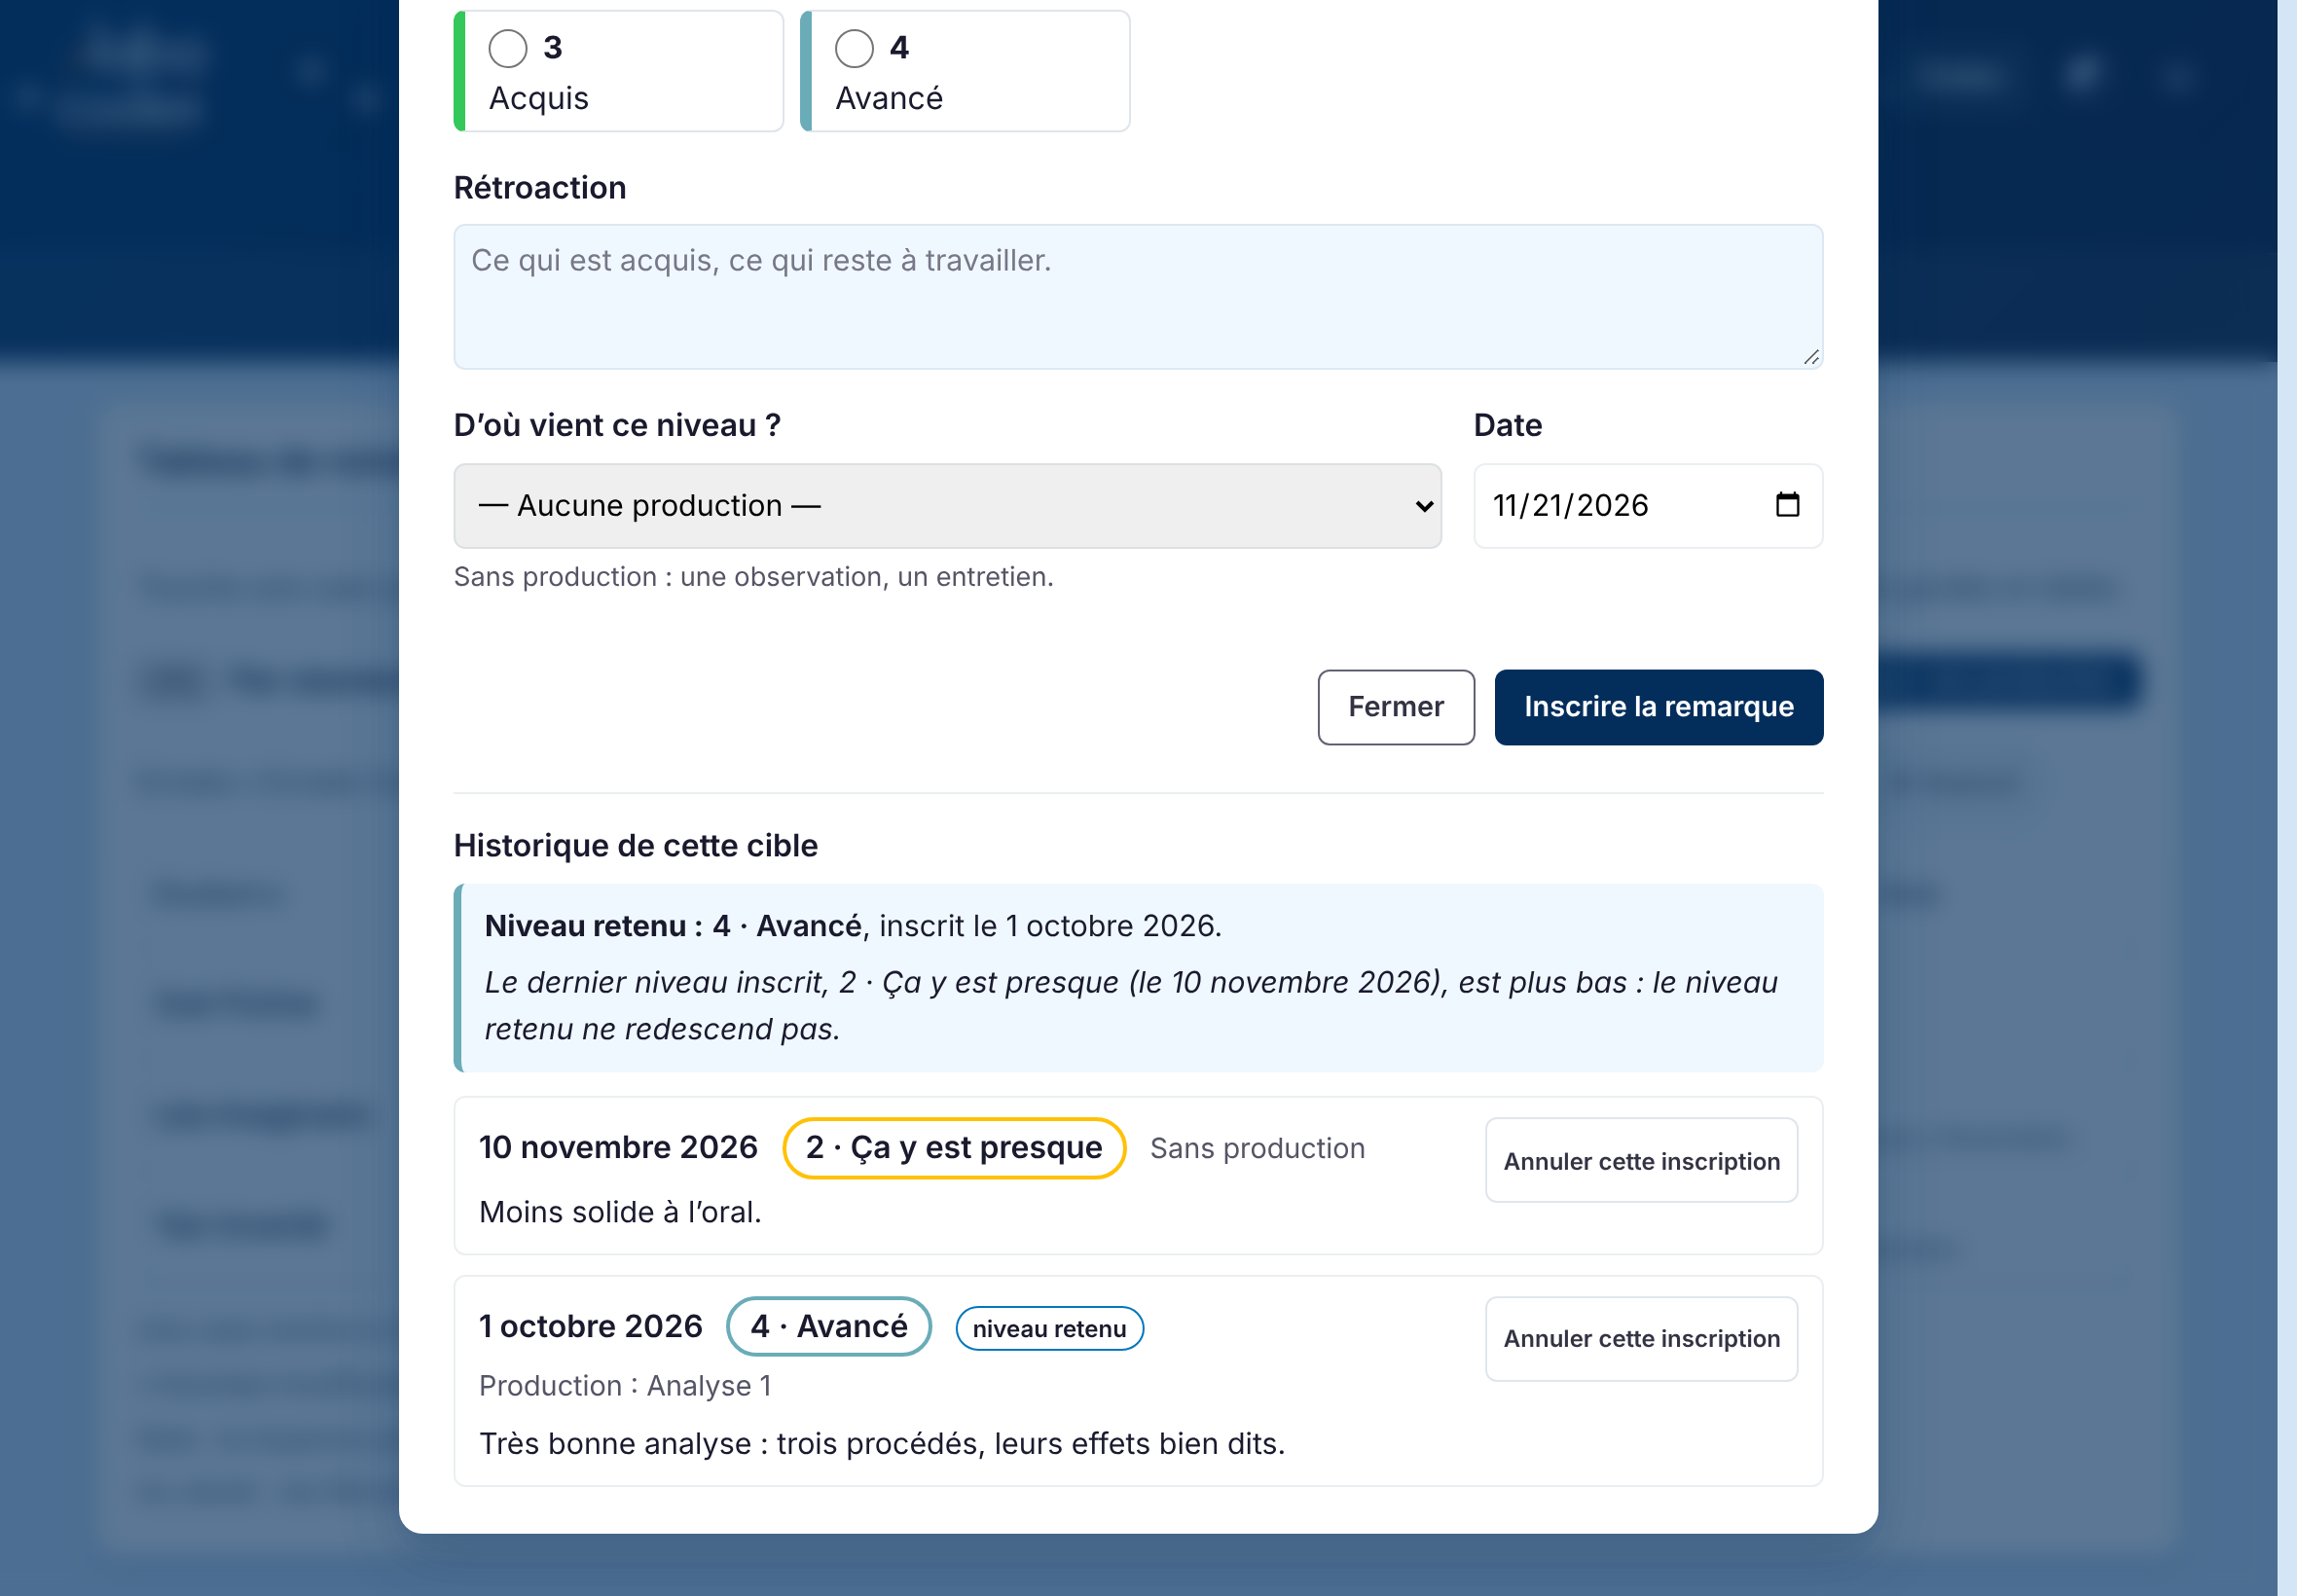 3
Acquis
4
Avancé
Rétroaction
Ce qui est acquis, ce qui reste à travailler.
D’où vient ce niveau ?
Date
— Aucune production —
11/21/2026
Sans production : une observation, un entretien.
Fermer
Inscrire la remarque
Historique de cette cible
Niveau retenu : 4 · Avancé, inscrit le 1 octobre 2026.
Le dernier niveau inscrit, 2 · Ça y est presque (le 10 novembre 2026), est plus bas : le niveau
retenu ne redescend pas.
10 novembre 2026
2 · Ça y est presque
Sans production
Annuler cette inscription
Moins solide à l’oral.
1 octobre 2026
4 · Avancé
niveau retenu
Annuler cette inscription
Production : Analyse 1
Très bonne analyse : trois procédés, leurs effets bien dits.